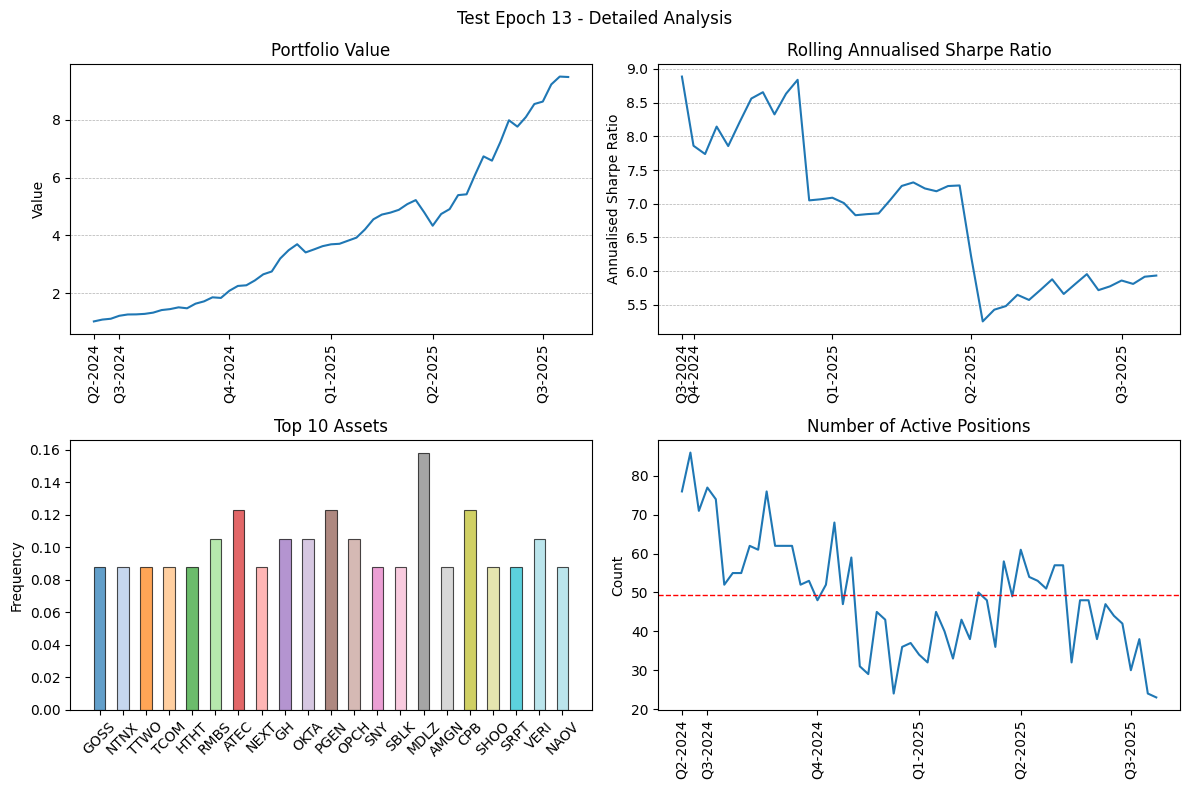 Test Epoch 13 - Detailed Analysis
Portfolio Value
Value
8
6
4
2
Q2-2024
Q3-2024
Q4-2024
Q1-2025
Q2-2025
Q3-2025
Rolling Annualised Sharpe Ratio
Annualised Sharpe Ratio
9.0
8.5
8.0
7.5
7.0
6.5
6.0
5.5
Q3-2024
Q4-2024
Q1-2025
Q2-2025
Q3-2025
Top 10 Assets
Frequency
0.16
0.14
0.12
0.10
0.08
0.06
0.04
0.02
0.00
GOSS
NTNX
TTWO
TCOM
HTHT
RMBS
ATEC
NEXT
GH
OKTA
PGEN
OPCH
SNY
SBLK
MDLZ
AMGN
CPB
SHOO
SRPT
VERI
NAOV
Number of Active Positions
Count
80
70
60
50
40
30
20
Q2-2024
Q3-2024
Q4-2024
Q1-2025
Q2-2025
Q3-2025